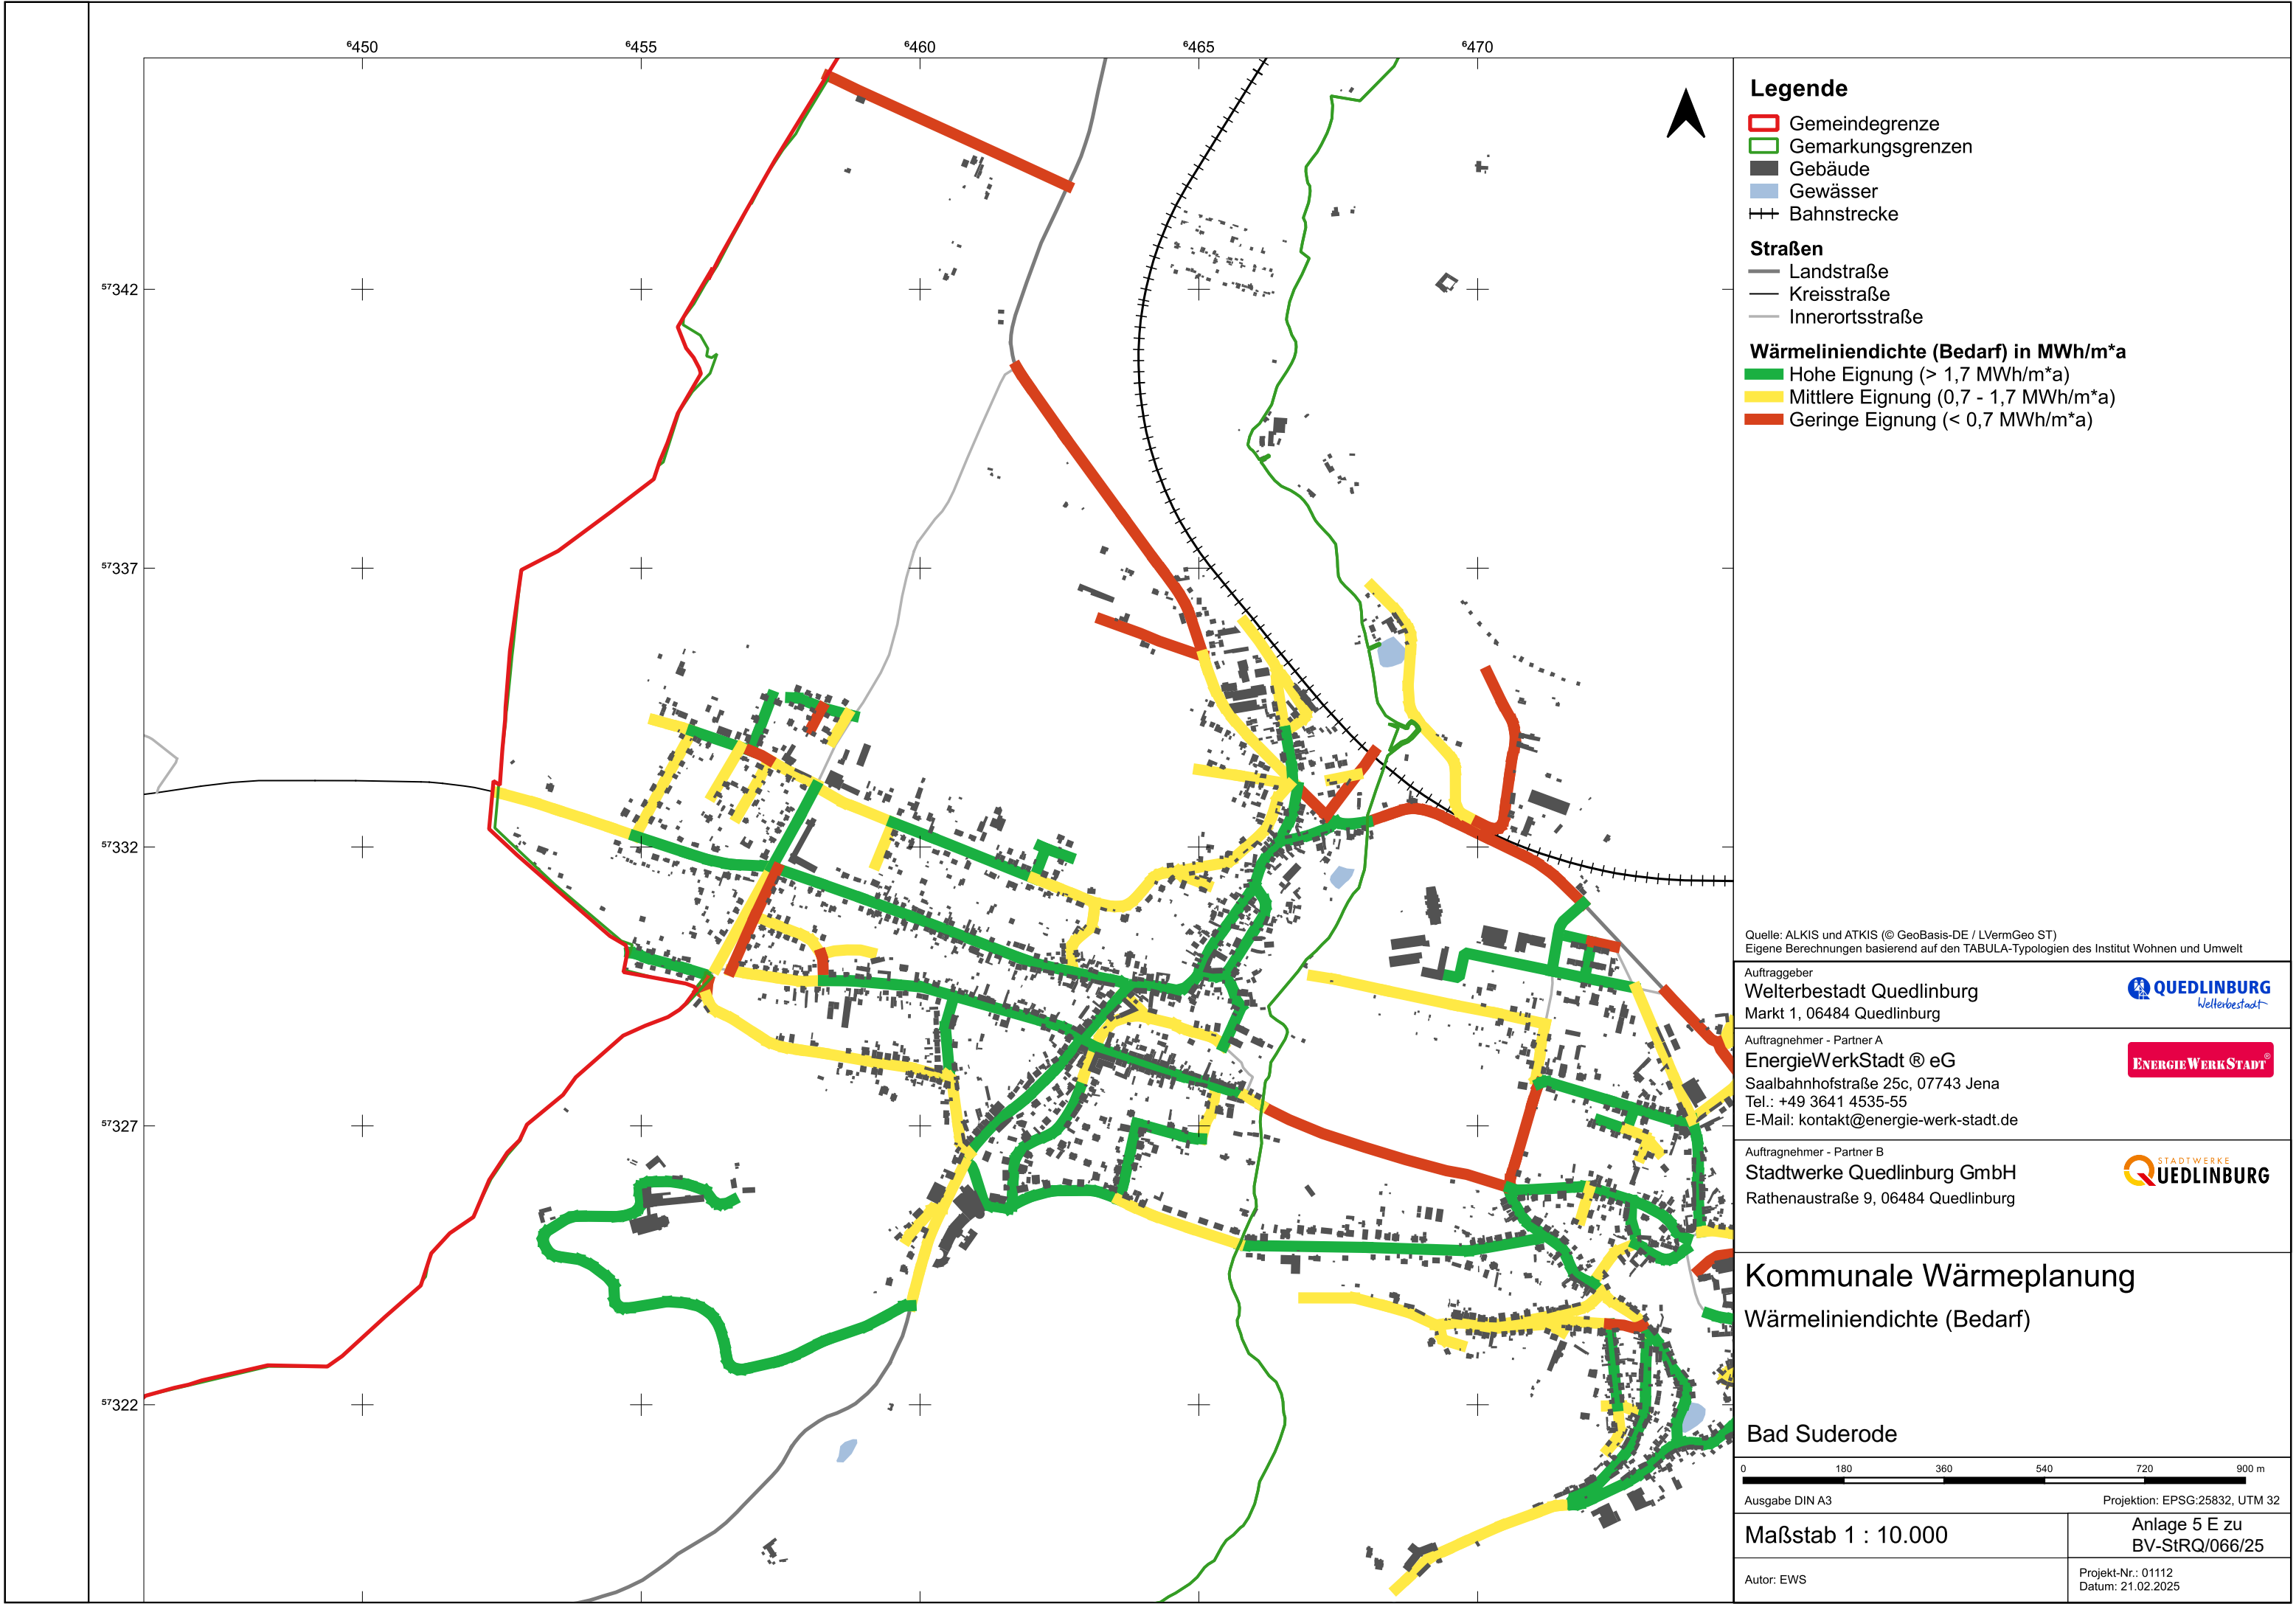 ⁶450 ⁶455 ⁶460 ⁶465 ⁶470
⁵⁷342
⁵⁷337
⁵⁷332
⁵⁷327
⁵⁷322
Legende
Gemeindegrenze
Gemarkungsgrenzen
Gebäude
Gewässer
Bahnstrecke
Straßen
Landstraße
Kreisstraße
Innerortsstraße
Wärmeliniendichte (Bedarf) in MWh/m*a
Hohe Eignung (> 1,7 MWh/m*a)
Mittlere Eignung (0,7 - 1,7 MWh/m*a)
Geringe Eignung (< 0,7 MWh/m*a)
Quelle: ALKIS und ATKIS (© GeoBasis-DE / LVermGeo ST)
Eigene Berechnungen basierend auf den TABULA-Typologien des Institut Wohnen und Umwelt
Auftraggeber
Welterbestadt Quedlinburg
Markt 1, 06484 Quedlinburg
QUEDLINBURG
Welterbestadt
Auftragnehmer - Partner A
EnergieWerkStadt ® eG
Saalbahnhofstraße 25c, 07743 Jena
Tel.: +49 3641 4535-55
E-Mail: kontakt@energie-werk-stadt.de
ENERGIEWERKSTADT®
Auftragnehmer - Partner B
Stadtwerke Quedlinburg GmbH
Rathenaustraße 9, 06484 Quedlinburg
STADTWERKE
QUEDLINBURG
Kommunale Wärmeplanung
Wärmeliniendichte (Bedarf)
Bad Suderode
0 180 360 540 720 900 m
Ausgabe DIN A3 Projektion: EPSG:25832, UTM 32
Maßstab 1 : 10.000
Anlage 5 E zu
BV-StRQ/066/25
Autor: EWS
Projekt-Nr.: 01112
Datum: 21.02.2025